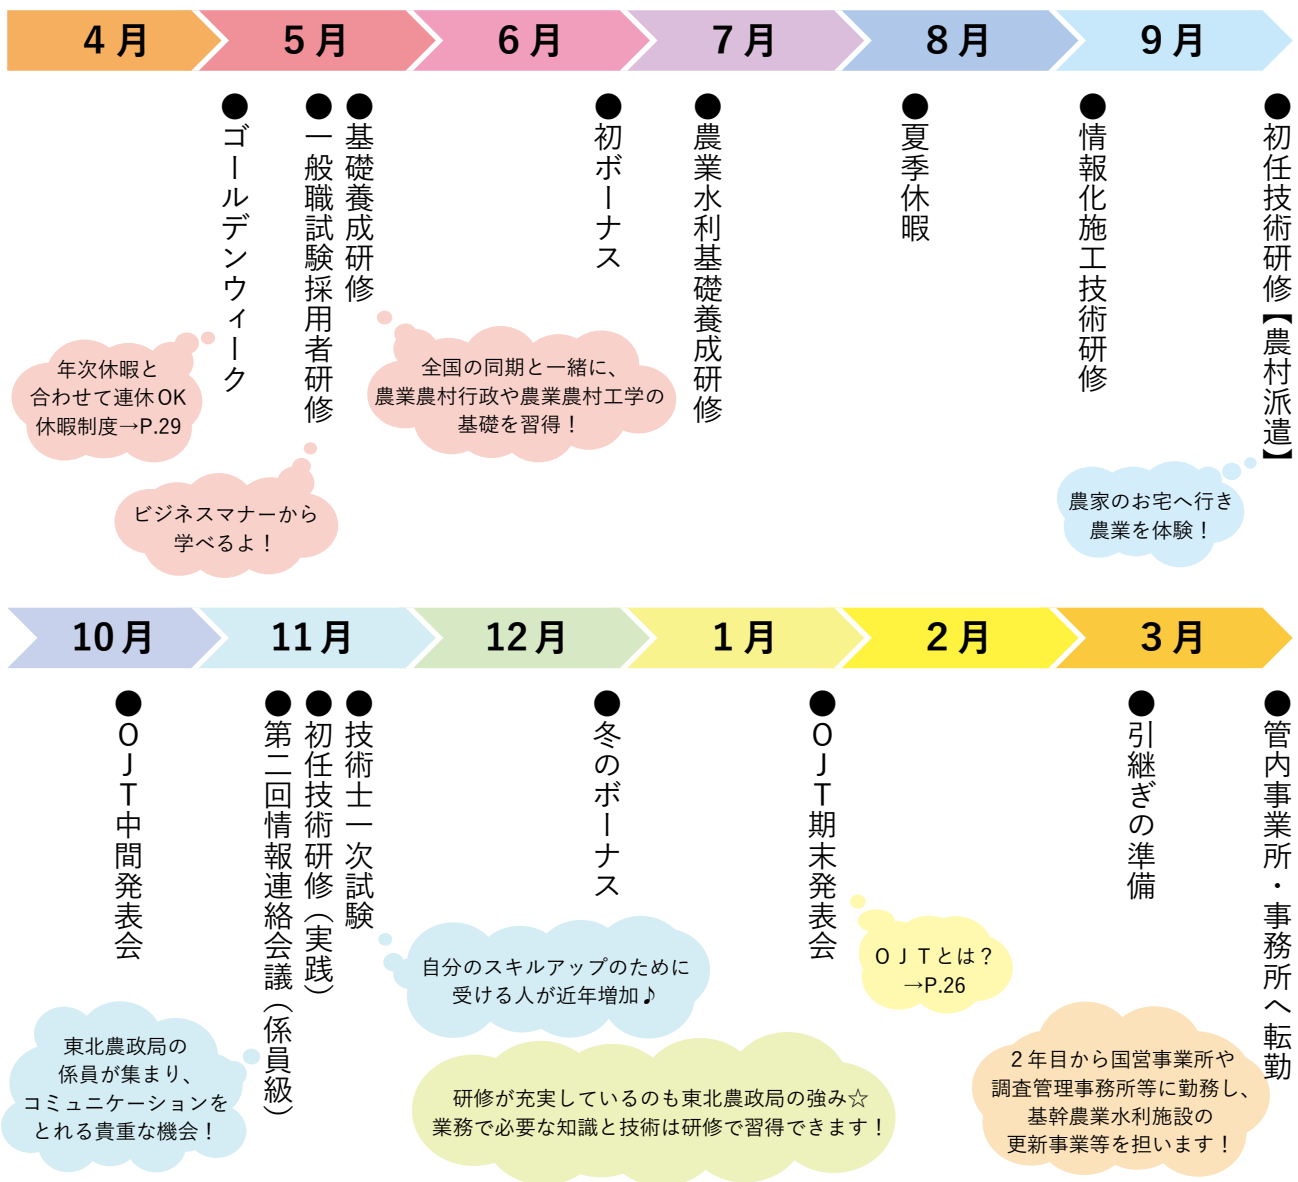 4月
5月
6月
7月
8月
9月
●ゴールデンウィーク
●一般職試験採用者研修
●基礎養成研修
●初ボーナス
●農業水利基礎養成研修
●夏季休暇
●情報化施工技術研修
●初任技術研修【農村派遣】
年次休暇と
合わせて連休OK
休暇制度→P.29
全国の同期と一緒に、
農業農村行政や農業農村工学の
基礎を習得！
ビジネスマナーから
学べるよ！
農家のお宅へ行き
農業を体験！
10月
11月
12月
1月
2月
3月
●OJT中間発表会
●第二回情報連絡会議（係員級）
●初任技術研修（実践）
●技術士一次試験
●冬のボーナス
●OJT期末発表会
●引継ぎの準備
●管内事業所・事務所へ転勤
東北農政局の
係員が集まり、
コミュニケーションを
とれる貴重な機会！
自分のスキルアップのために
受ける人が近年増加♪
研修が充実しているのも東北農政局の強み☆
業務で必要な知識と技術は研修で習得できます！
ＯＪＴとは？
→P.26
２年目から国営事業所や
調査管理事務所等に勤務し、
基幹農業水利施設の
更新事業等を担います！